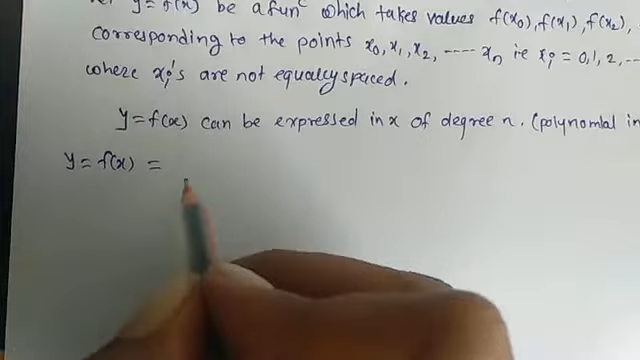 y = f(x) be a funᶜ which takes values f(x₀), f(x₁), f(x₂),
corresponding to the points x₀, x₁, x₂, ---- xₙ ie xᵢ = 0, 1, 2, --
where xᵢ's are not equally spaced.
y = f(x) can be expressed in x of degree n. (polynomial in
y = f(x) =